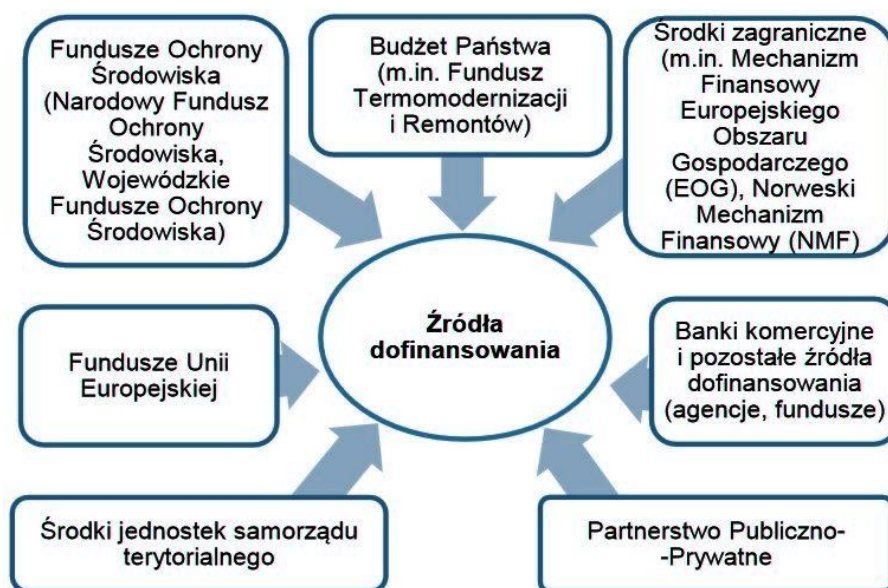 Fundusze Ochrony
Środowiska
(Narodowy Fundusz
Ochrony
Środowiska,
Wojewódzkie
Fundusze Ochrony
Środowiska)
Budżet Państwa
(m.in. Fundusz
Termomodernizacji
i Remontów)
Środki zagraniczne
(m.in. Mechanizm
Finansowy
Europejskiego
Obszaru
Gospodarczego
(EOG), Norweski
Mechanizm
Finansowy (NMF)
Źródła
dofinansowania
Fundusze Unii
Europejskiej
Banki komercyjne
i pozostałe źródła
dofinansowania
(agencje, fundusze)
Środki jednostek samorządu
terytorialnego
Partnerstwo Publiczno-
-Prywatne